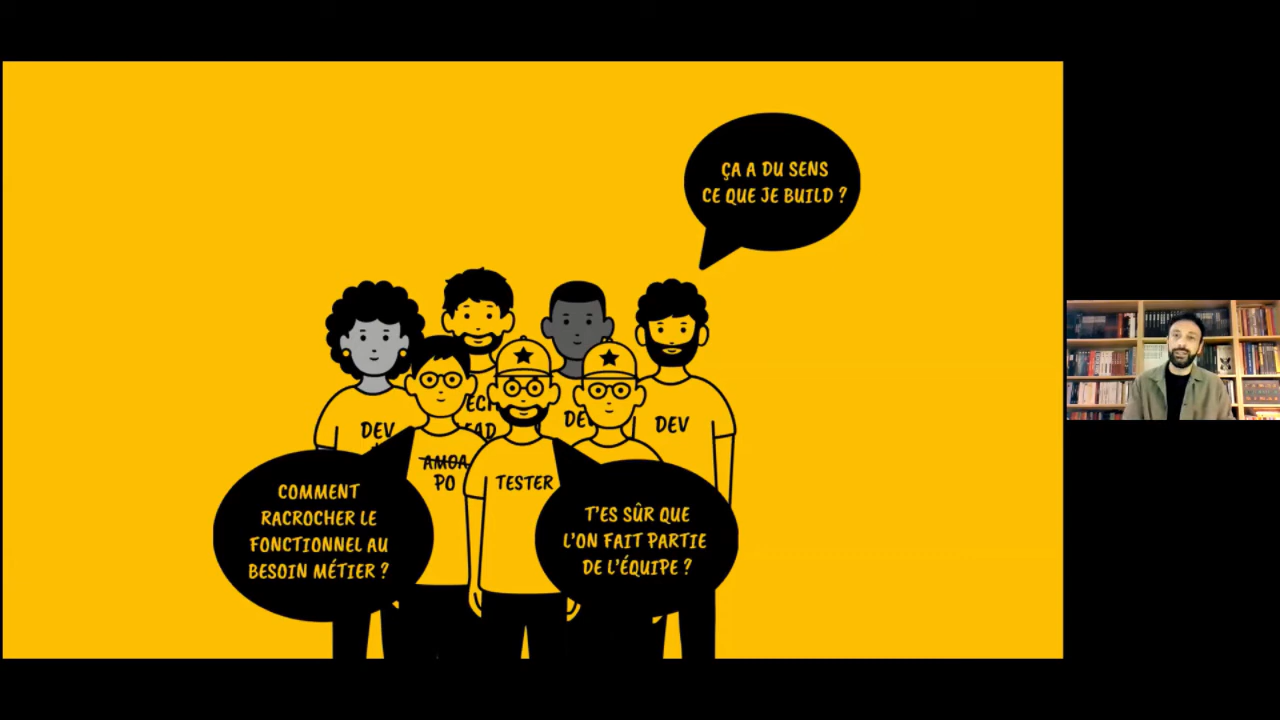 ÇA A DU SENS
CE QUE JE BUILD ?
DEV
DEV
AMOA
PO
TESTER
COMMENT
RACROCHER LE
FONCTIONNEL AU
BESOIN MÉTIER ?
T'ES SÛR QUE
L'ON FAIT PARTIE
DE L'ÉQUIPE ?